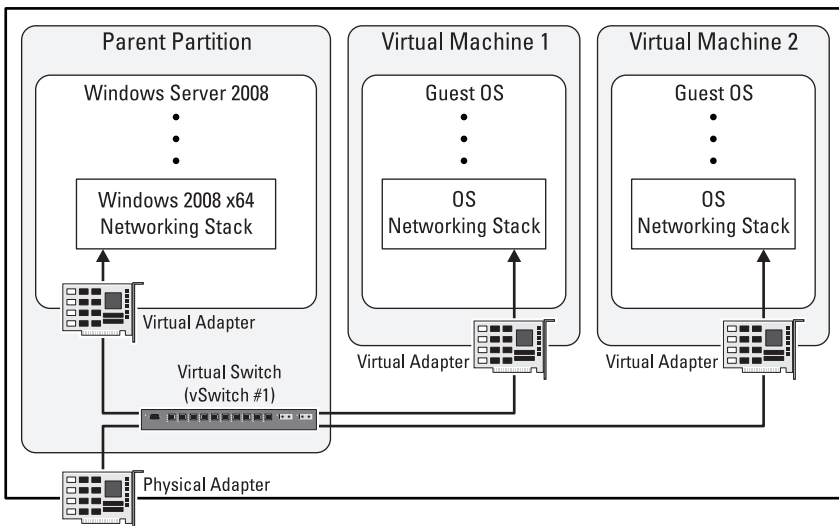 Parent Partition
Windows Server 2008
Windows 2008 x64
Networking Stack
Virtual Adapter
Virtual Switch
(vSwitch #1)
Physical Adapter
Virtual Machine 1
Guest OS
OS
Networking Stack
Virtual Adapter
Virtual Machine 2
Guest OS
OS
Networking Stack
Virtual Adapter